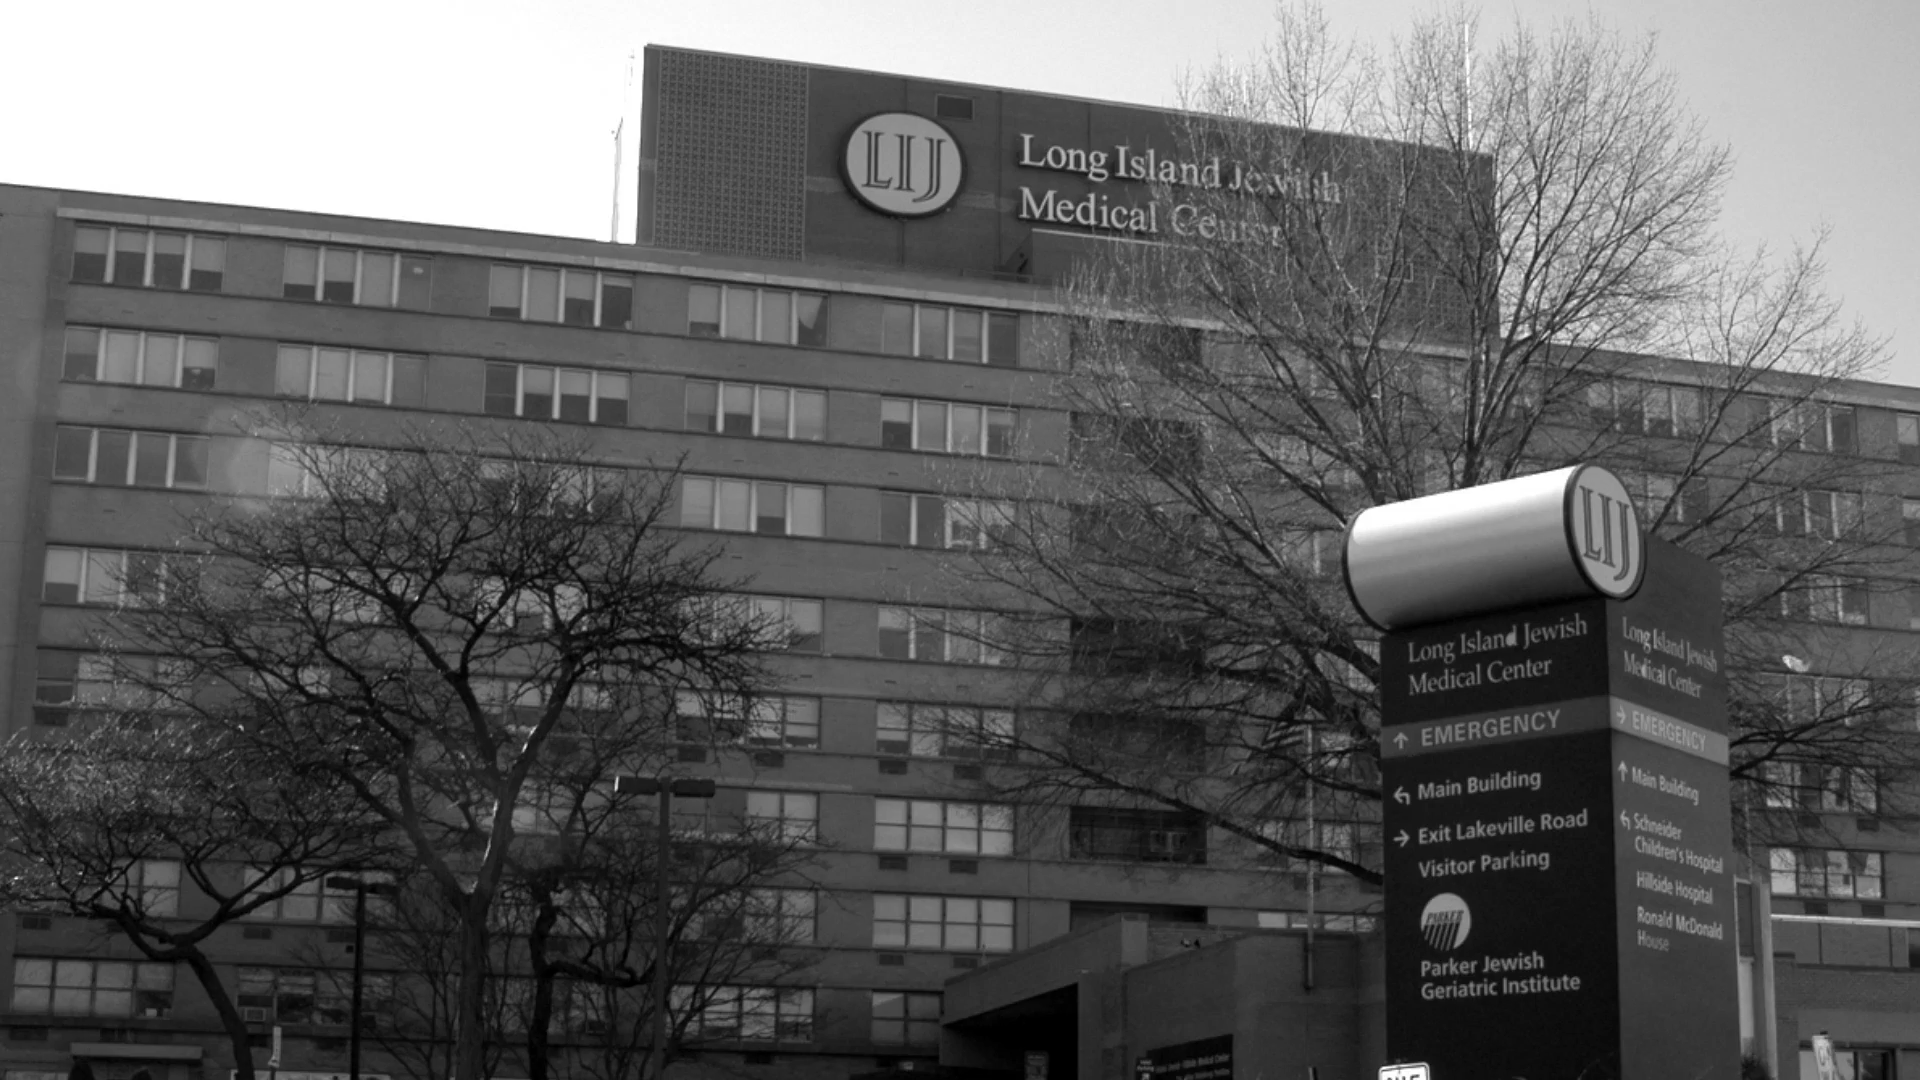 LIJ
Long Island Jewish
Medical Center
LIJ
Long Island Jewish
Medical Center
↑ EMERGENCY
↰ Main Building
→ Exit Lakeville Road
Visitor Parking
PARKER
Parker Jewish
Geriatric Institute
Long Island Jewish
Medical Center
→ EMERGENCY
↑ Main Building
↰ Schneider
Children's Hospital
Hillside Hospital
Ronald McDonald
House